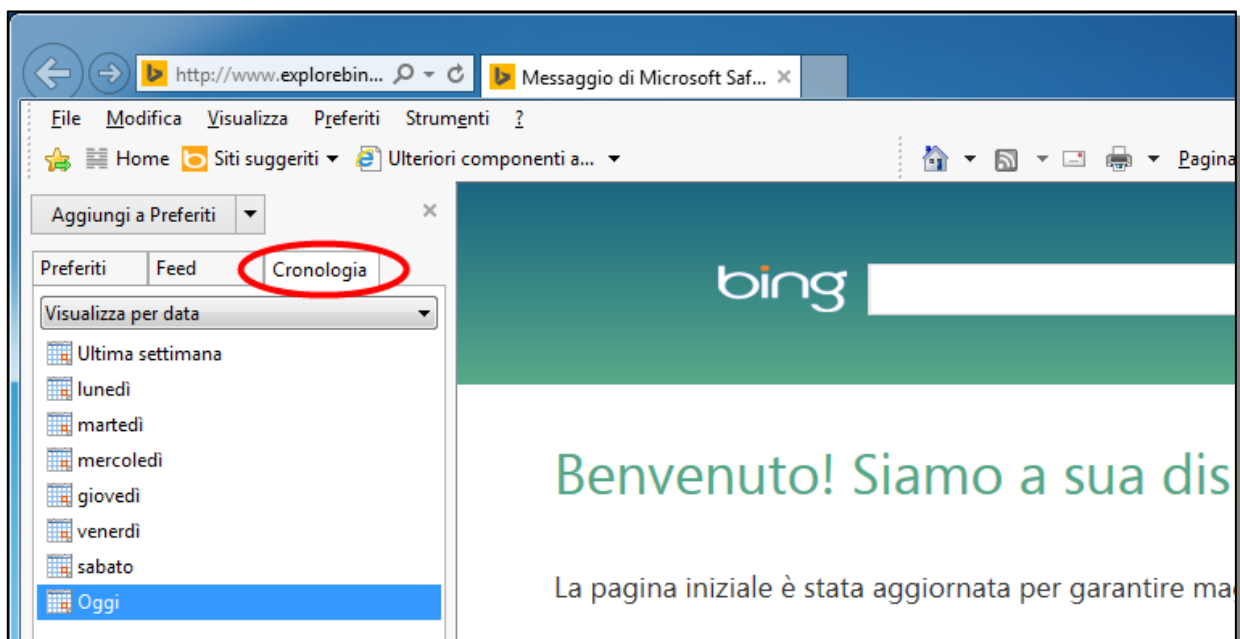 http://www.explorebin...
Messaggio di Microsoft Saf...
File Modifica Visualizza Preferiti Strumenti ?
Home Siti suggeriti Ulteriori componenti a... Pagina
Aggiungi a Preferiti
Preferiti Feed Cronologia
Visualizza per data
Ultima settimana
lunedì
martedì
mercoledì
giovedì
venerdì
sabato
Oggi
bing
Benvenuto! Siamo a sua dis
La pagina iniziale è stata aggiornata per garantire ma